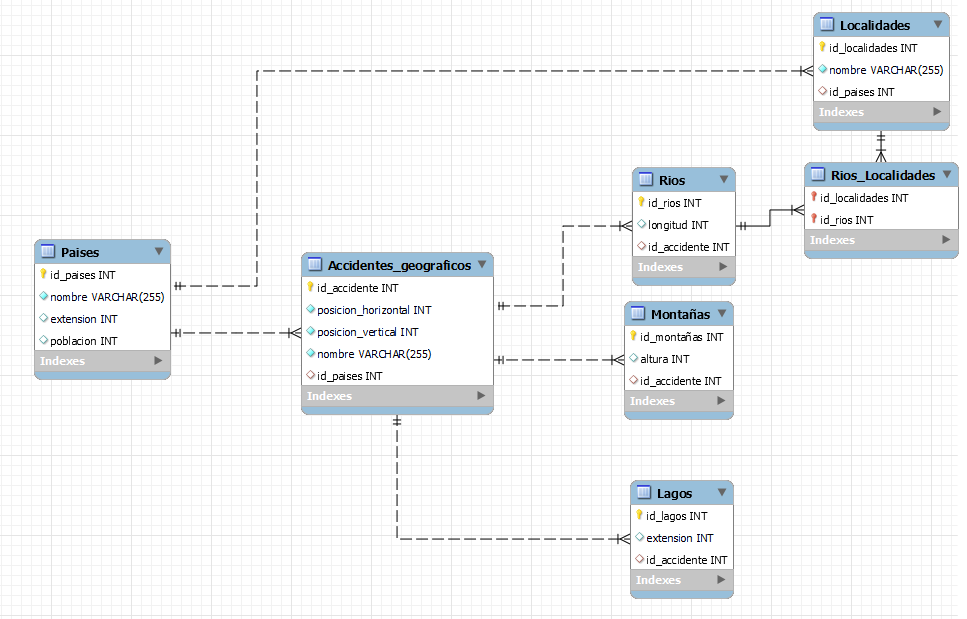 Localidades
id_localidades INT
nombre VARCHAR(255)
id_paises INT
Indexes
Rios_Localidades
id_localidades INT
id_rios INT
Indexes
Rios
id_rios INT
longitud INT
id_accidente INT
Indexes
Paises
id_paises INT
nombre VARCHAR(255)
extension INT
poblacion INT
Indexes
Accidentes_geograficos
id_accidente INT
posicion_horizontal INT
posicion_vertical INT
nombre VARCHAR(255)
id_paises INT
Indexes
Montañas
id_montañas INT
altura INT
id_accidente INT
Indexes
Lagos
id_lagos INT
extension INT
id_accidente INT
Indexes